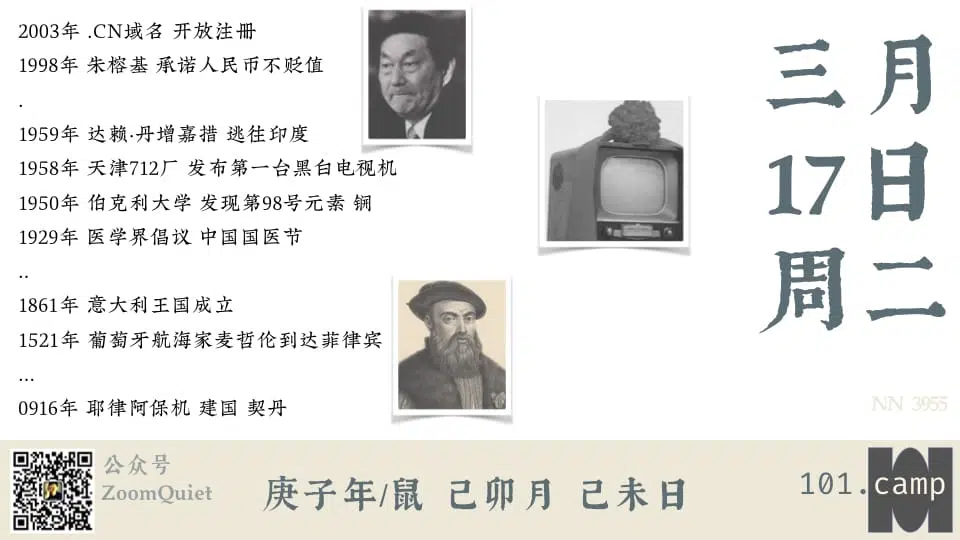 2003年 .CN域名 开放注册
1998年 朱榕基 承诺人民币不贬值
.
1959年 达赖·丹增嘉措 逃往印度
1958年 天津712厂 发布第一台黑白电视机
1950年 伯克利大学 发现第98号元素 锎
1929年 医学界倡议 中国国医节
..
1861年 意大利王国成立
1521年 葡萄牙航海家麦哲伦到达菲律宾
...
0916年 耶律阿保机 建国 契丹
三月
17日
周二
NN 3955
公众号
ZoomQuiet
庚子年/鼠 己卯月 己未日
101.camp